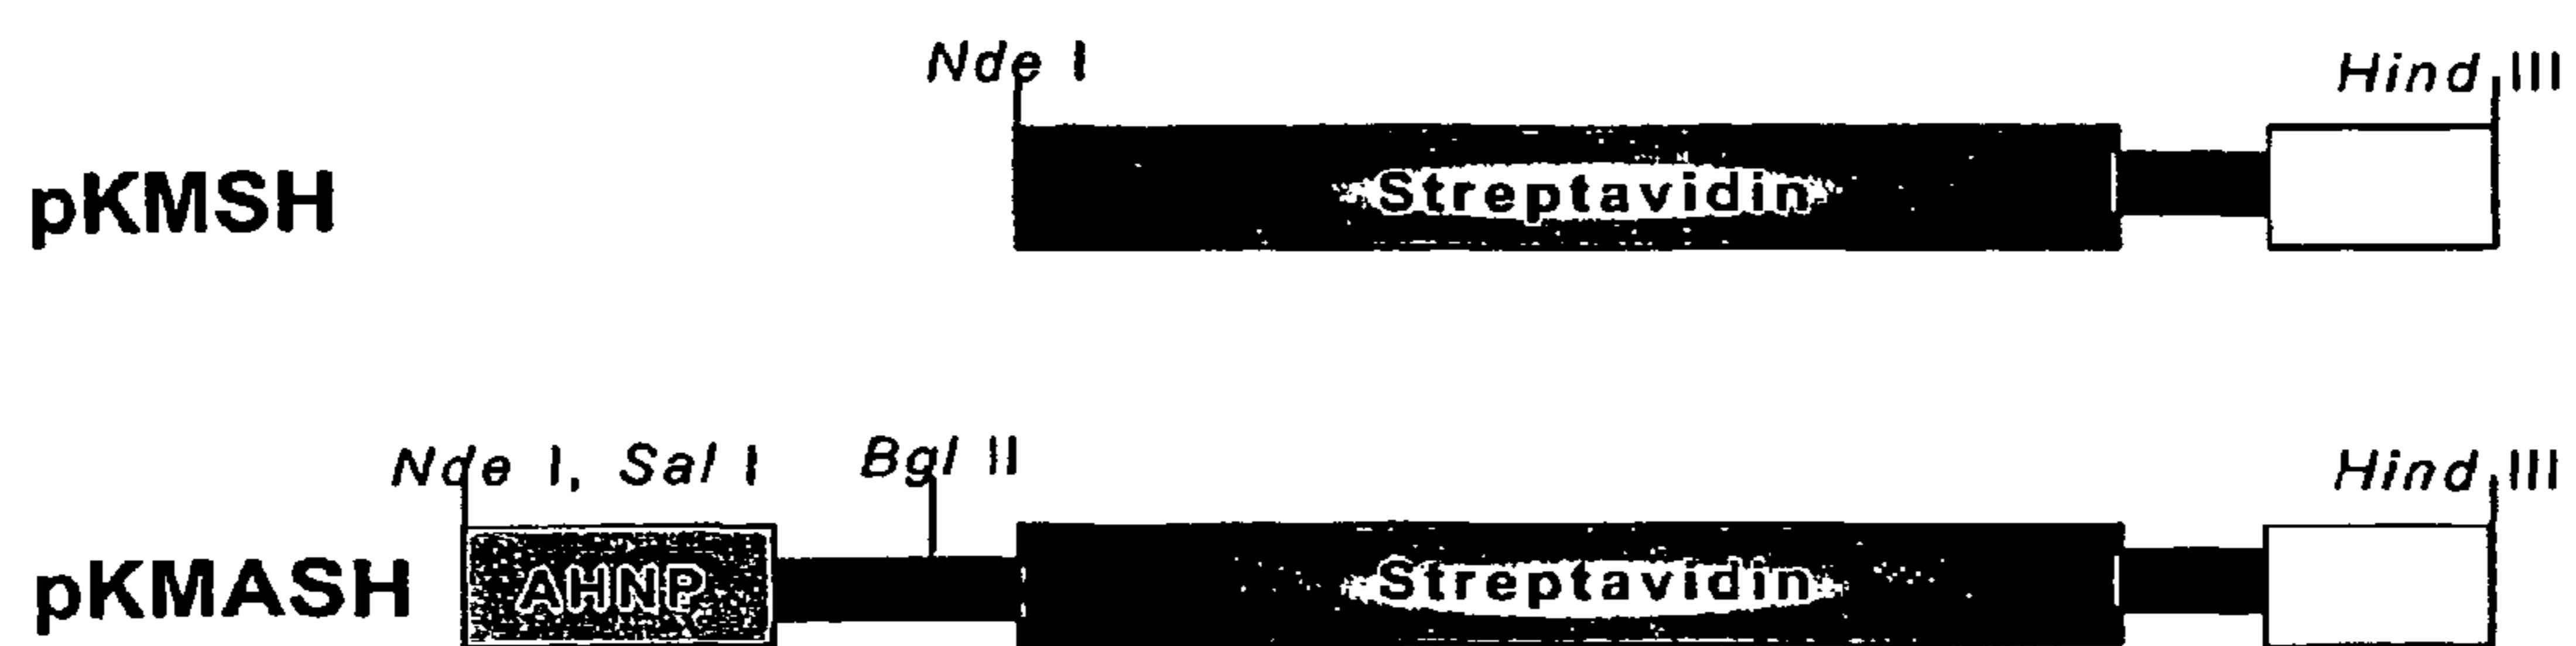 Nde I
Hind III
pKMSH
Streptavidin
Nde I, Sal I
Bgl II
Hind III
pKMASH
AHNP
Streptavidin